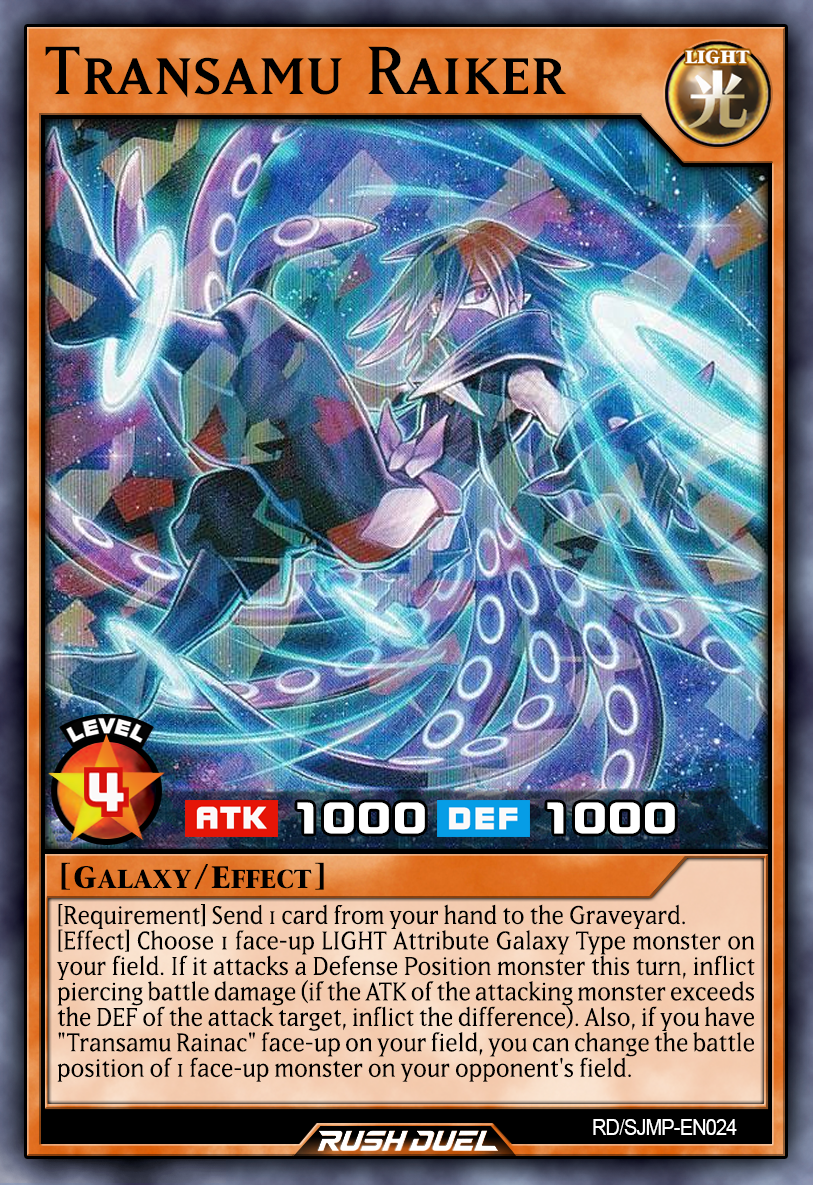 TRANSAMU RAIKER
LIGHT
光
LEVEL
4
ATK 1000 DEF 1000
[GALAXY/EFFECT]
[Requirement] Send 1 card from your hand to the Graveyard.
[Effect] Choose 1 face-up LIGHT Attribute Galaxy Type monster on
your field. If it attacks a Defense Position monster this turn, inflict
piercing battle damage (if the ATK of the attacking monster exceeds
the DEF of the attack target, inflict the difference). Also, if you have
"Transamu Rainac" face-up on your field, you can change the battle
position of 1 face-up monster on your opponent's field.
RD/SJMP-EN024
RUSH DUEL